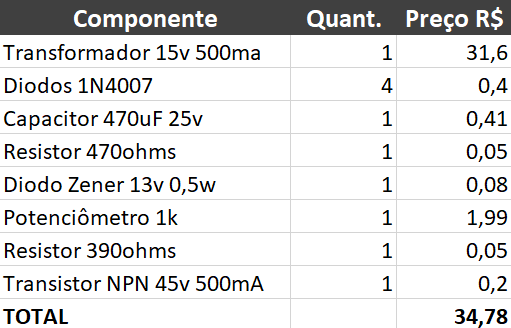 Componente Quant. Preço R$
Transformador 15v 500ma 1 31,6
Diodos 1N4007 4 0,4
Capacitor 470uF 25v 1 0,41
Resistor 470ohms 1 0,05
Diodo Zener 13v 0,5w 1 0,08
Potenciômetro 1k 1 1,99
Resistor 390ohms 1 0,05
Transistor NPN 45v 500mA 1 0,2
TOTAL 34,78